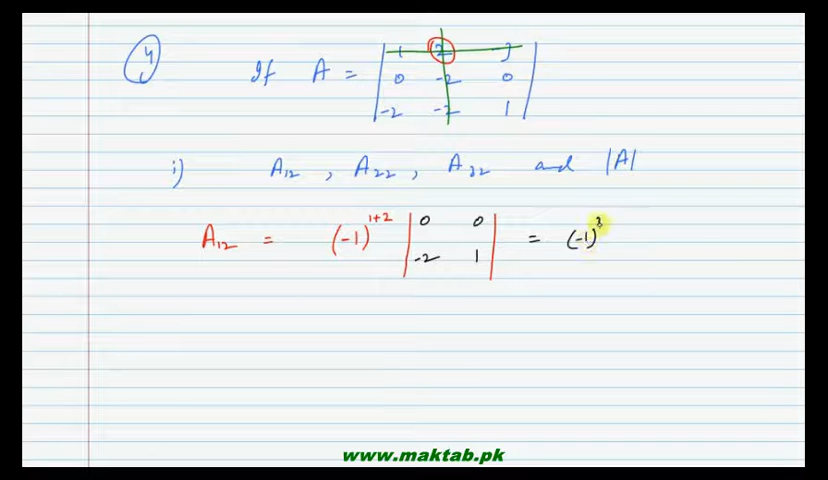 4
If A = | 1 2 3 |
| 0 -2 0 |
| -2 -2 1 |
i) A12 , A22 , A32 and |A|
A12 = (-1)^1+2 | 0 0 | = (-1)^3
| -2 1 |
www.maktab.pk